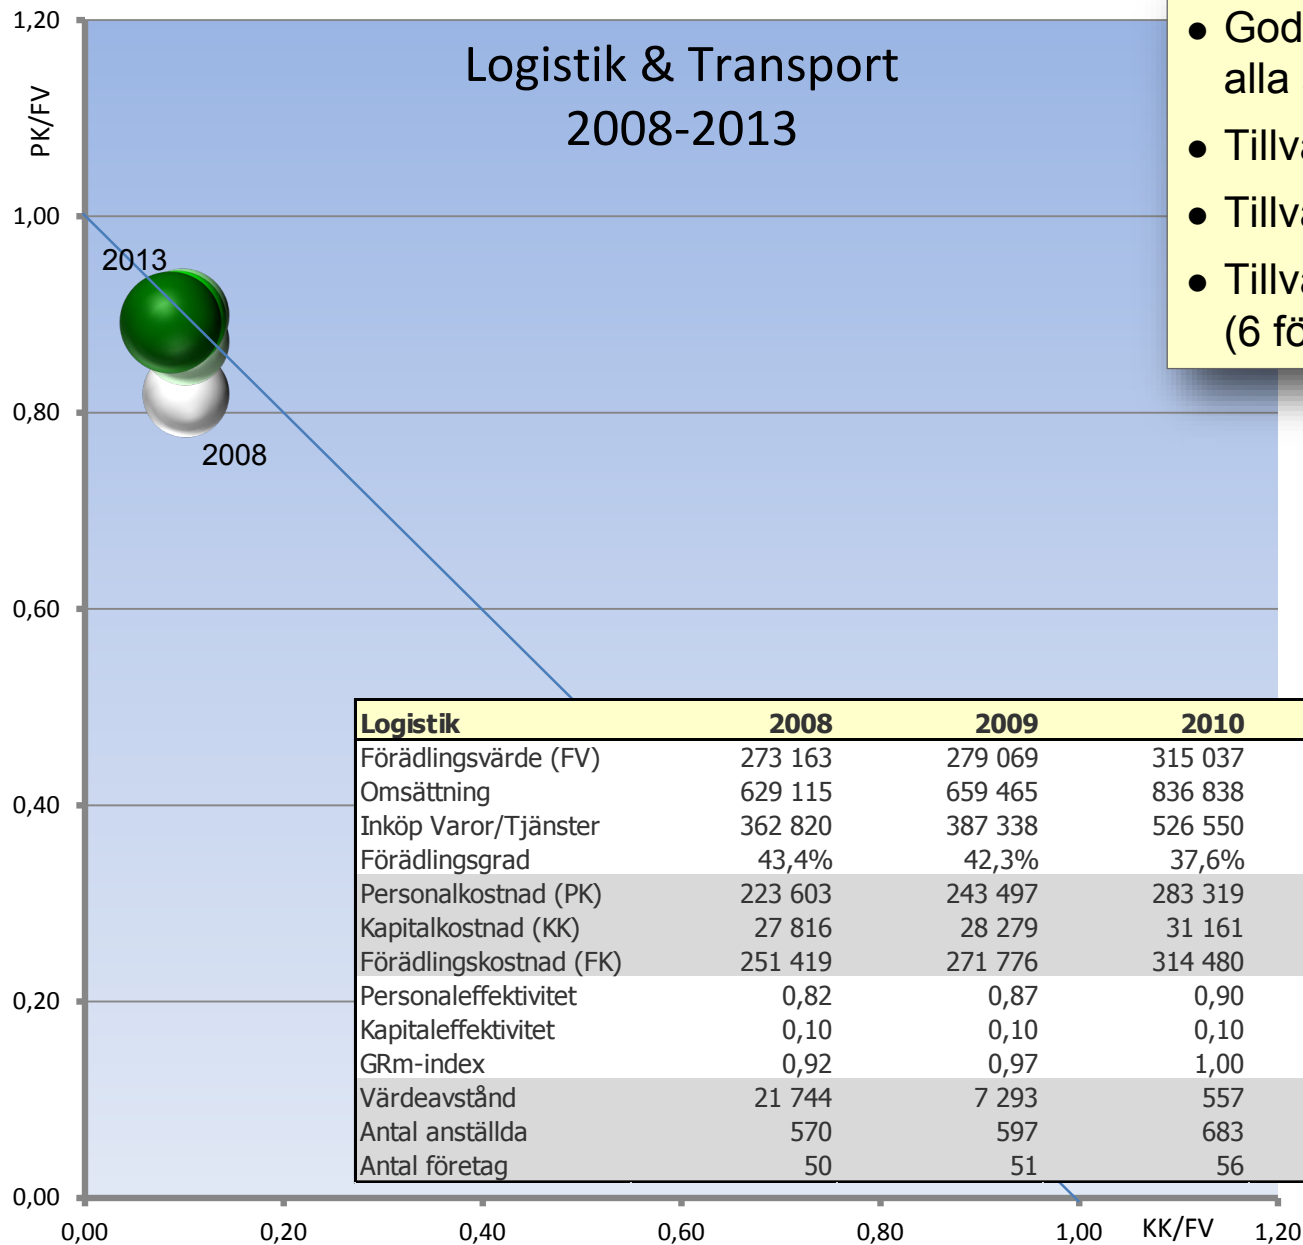 Logistik & Transport
2008-2013
PK/FV
1,20
1,00
0,80
0,60
0,40
0,20
0,00
2013
2008
● 
alla
● 
● 
● 
(6
Logistik 2008 2009 2010
Förädlingsvärde (FV) 273 163 279 069 315 037
Omsättning 629 115 659 465 836 838
Inköp Varor/Tjänster 362 820 387 338 526 550
Förädlingsgrad 43,4% 42,3% 37,6%
Personalkostnad (PK) 223 603 243 497 283 319
Kapitalkostnad (KK) 27 816 28 279 31 161
Förädlingskostnad (FK) 251 419 271 776 314 480
Personaleffektivitet 0,82 0,87 0,90
Kapitaleffektivitet 0,10 0,10 0,10
GRm-index 0,92 0,97 1,00
Värdeavstånd 21 744 7 293 557
Antal anställda 570 597 683
Antal företag 50 51 56
0,00 0,20 0,40 0,60 0,80 1,00 KK/FV 1,20